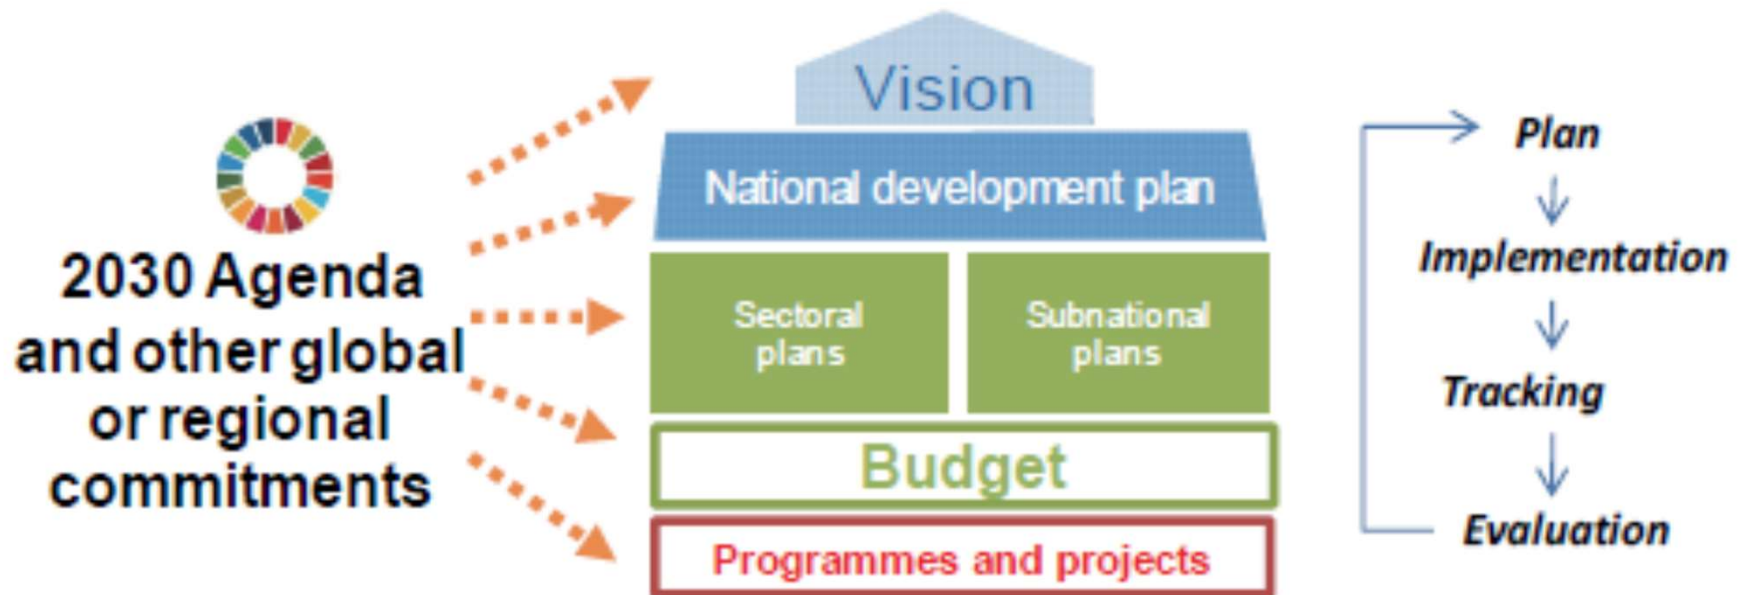 2030 Agenda
and other global
or regional
commitments
Vision
National development plan
Sectoral
plans
Subnational
plans
Budget
Programmes and projects
Plan
Implementation
Tracking
Evaluation